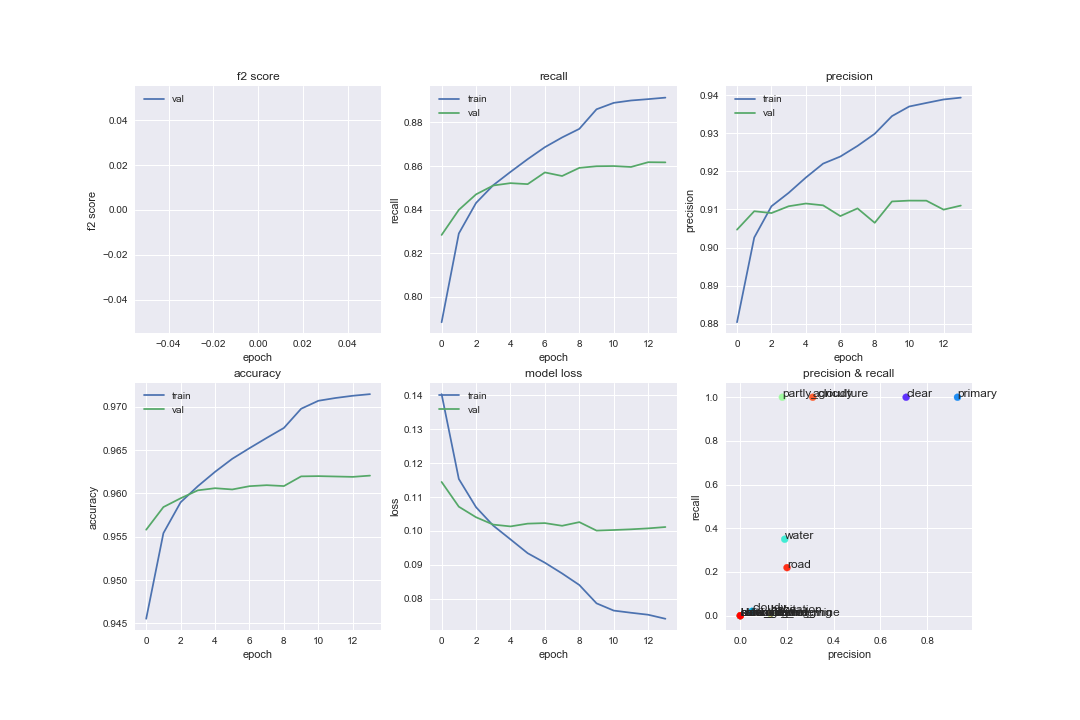 f2 score
val
0.04
0.02
0.00
−0.02
−0.04
f2 score
−0.04 −0.02 0.00 0.02 0.04
epoch
recall
train
val
0.88
0.86
0.84
0.82
0.80
recall
0 2 4 6 8 10 12
epoch
precision
train
val
0.94
0.93
0.92
0.91
0.90
0.89
0.88
precision
0 2 4 6 8 10 12
epoch
accuracy
train
val
0.970
0.965
0.960
0.955
0.950
0.945
accuracy
0 2 4 6 8 10 12
epoch
model loss
train
val
0.14
0.13
0.12
0.11
0.10
0.09
0.08
loss
0 2 4 6 8 10 12
epoch
precision & recall
partly_cloudy
agriculture
clear
primary
water
road
cloudy
1.0
0.8
0.6
0.4
0.2
0.0
recall
0.0 0.2 0.4 0.6 0.8
precision